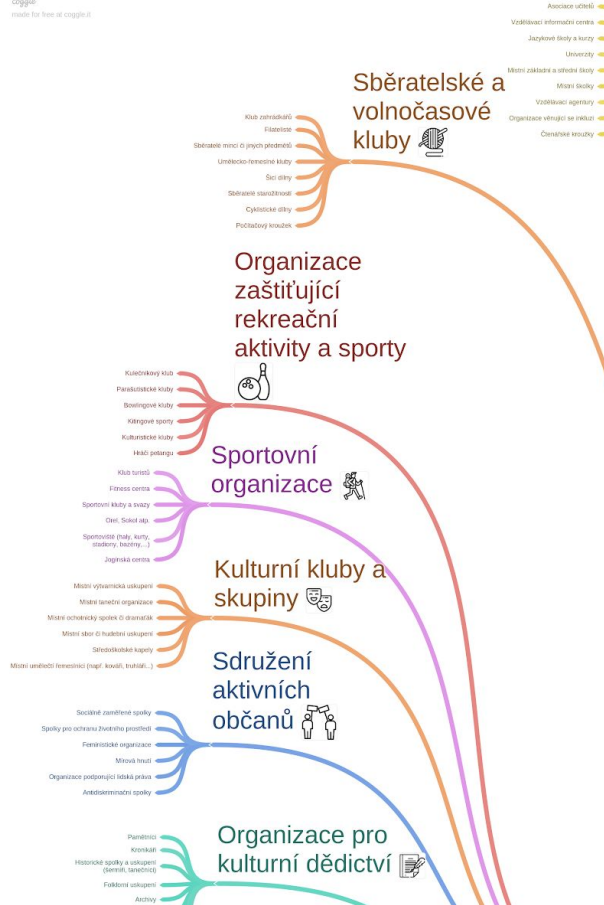 coggle
made for free at coggle.it
Asociace učitelů
Vzdělávací informační centra
Jazykové školy a kurzy
Univerzity
Místní základní a střední školy
Místní školky
Vzdělávací agentury
Organizace věnující se inkluzi
Čtenářské kroužky
Sběratelské a
volnočasové
kluby
Klub zahrádkářů
Filatelisté
Sběratelé mincí či jiných předmětů
Umělecko-řemeslné kluby
Šicí dílny
Sběratelé starožitností
Cyklistické dílny
Počítačový kroužek
Organizace
zaštiťující
rekreační
aktivity a sporty
Kulečníkový klub
Parašutistické kluby
Bowlingové kluby
Kitingové sporty
Kulturistické kluby
Hráči petangu
Sportovní
organizace
Klub turistů
Fitness centra
Sportovní kluby a svazy
Orel, Sokol atp.
Sportoviště (haly, kurty,
stadiony, bazény,...)
Joginská centra
Kulturní kluby a
skupiny
Místní výtvarnická uskupení
Místní taneční organizace
Místní ochotnický spolek či dramaťák
Místní sbor či hudební uskupení
Středoškolské kapely
Místní umělečtí řemeslníci (např. kováři, truhláři...)
Sdružení
aktivních
občanů
Sociálně zaměřené spolky
Spolky pro ochranu životního prostředí
Feministické organizace
Mírová hnutí
Organizace podporující lidská práva
Antidiskriminační spolky
Organizace pro
kulturní dědictví
Pamětníci
Kronikáři
Historické spolky a uskupení
(šermíři, tanečníci)
Folklorní uskupení
Archivy